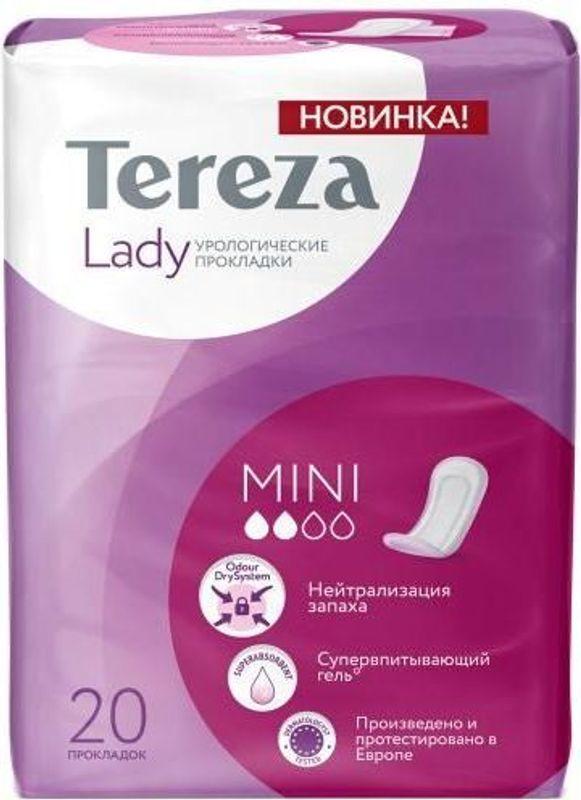 НОВИНКА!
Tereza
Lady
УРОЛОГИЧЕСКИЕ
ПРОКЛАДКИ
MINI
Odour
DrySystem
Нейтрализация
запаха
SUPERABSORBENT
Супервпитывающий
гель
DERMATOLOGIST
TESTED
Произведено и
протестировано в
Европе
20
ПРОКЛАДОК